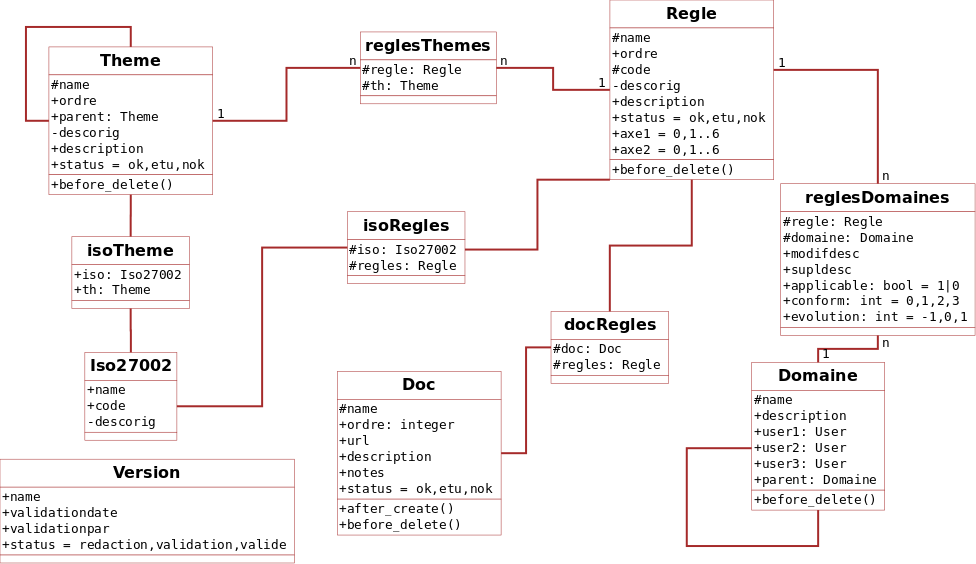 Theme
#name
+ordre
+parent: Theme
-descorig
+description
+status = ok,etu,nok
+before_delete()
1
n
reglesThemes
#regle: Regle
#th: Theme
n
1
Regle
#name
+ordre
#code
-descorig
+description
+status = ok,etu,nok
+axe1 = 0,1..6
+axe2 = 0,1..6
+before_delete()
1
n
isoTheme
+iso: Iso27002
+th: Theme
isoRegles
#iso: Iso27002
#regles: Regle
reglesDomaines
#regle: Regle
#domaine: Domaine
+modifdesc
+supldesc
+applicable: bool = 1|0
+conform: int = 0,1,2,3
+evolution: int = -1,0,1
n
1
Iso27002
+name
+code
-descorig
docRegles
#doc: Doc
#regles: Regle
Doc
#name
+ordre: integer
+url
+description
+notes
+status = ok,etu,nok
+after_create()
+before_delete()
Domaine
#name
+description
+user1: User
+user2: User
+user3: User
+parent: Domaine
+before_delete()
Version
+name
+validationdate
+validationpar
+status = redaction,validation,valide